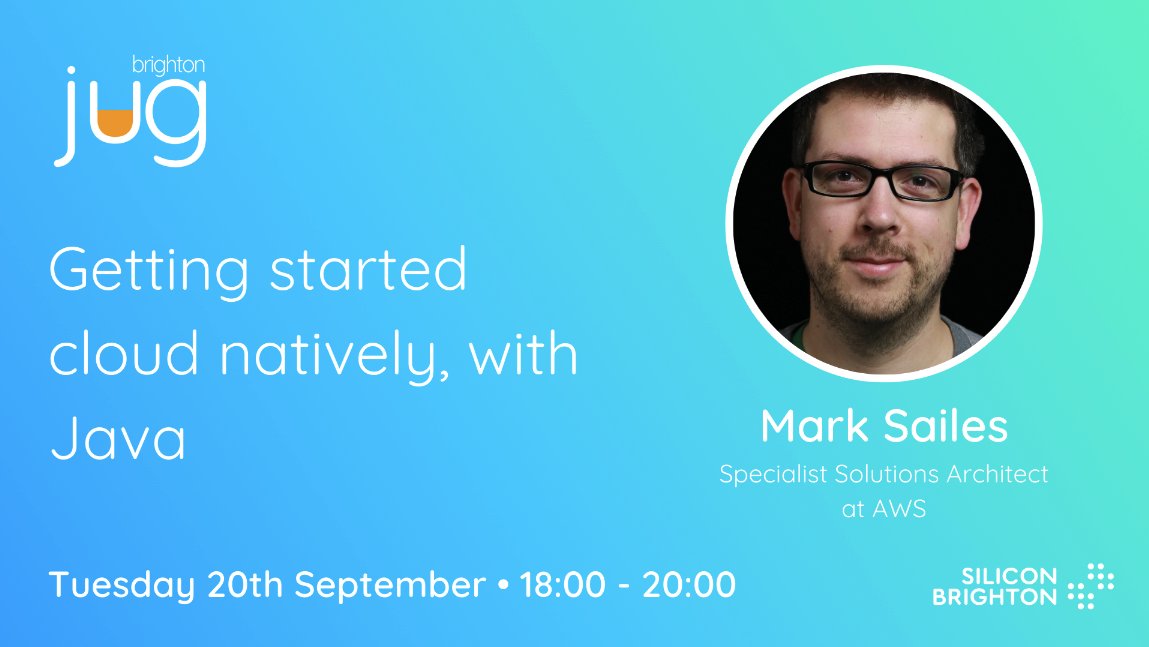 brighton
jug
Getting started
cloud natively, with
Java
Mark Sailes
Specialist Solutions Architect
at AWS
Tuesday 20th September • 18:00 - 20:00
SILICON
BRIGHTON